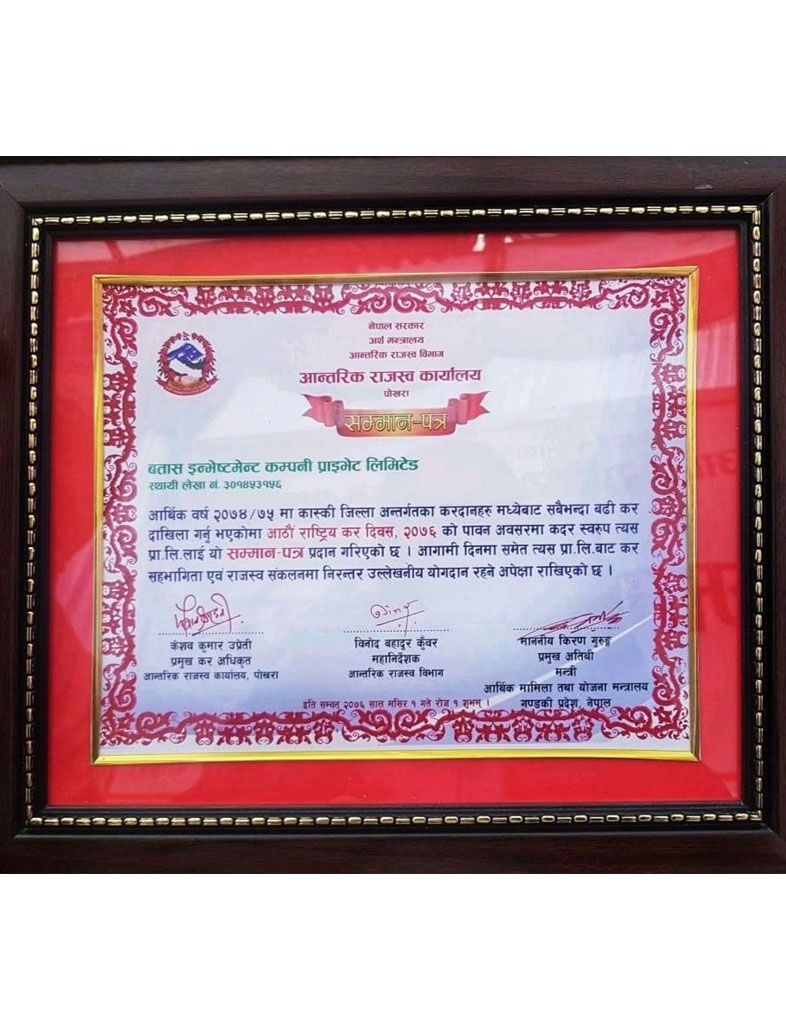 नेपाल सरकार
अर्थ मन्त्रालय
आन्तरिक राजस्व विभाग
आन्तरिक राजस्व कार्यालय
पोखरा
सम्मान-पत्र
बतास इन्भेष्टमेन्ट कम्पनी प्राइभेट लिमिटेड
स्थायी लेखा नं. ३०१४५३१५६
आर्थिक वर्ष २०७४/७५ मा कास्की जिल्ला अन्तर्गतका करदानहरु मध्येबाट सबैभन्दा बढी कर
दाखिला गर्नु भएकोमा आठौं राष्ट्रिय कर दिवस, २०७६ को पावन अवसरमा कदर स्वरुप त्यस
प्रा.लि.लाई यो सम्मान-पत्र प्रदान गरिएको छ । आगामी दिनमा समेत त्यस प्रा.लि.बाट कर
सहभागिता एवं राजस्व संकलनमा निरन्तर उल्लेखनीय योगदान रहने अपेक्षा राखिएको छ ।
केशव कुमार उप्रेती
प्रमुख कर अधिकृत
आन्तरिक राजस्व कार्यालय, पोखरा
विनोद बहादुर कुँवर
महानिर्देशक
आन्तरिक राजस्व विभाग
माननीय किरण गुरुङ्ग
प्रमुख अतिथी
मन्त्री
आर्थिक मामिला तथा योजना मन्त्रालय
गण्डकी प्रदेश, नेपाल
इति सम्वत् २०७६ साल मंसिर १ गते रोज १ शुभम् ।